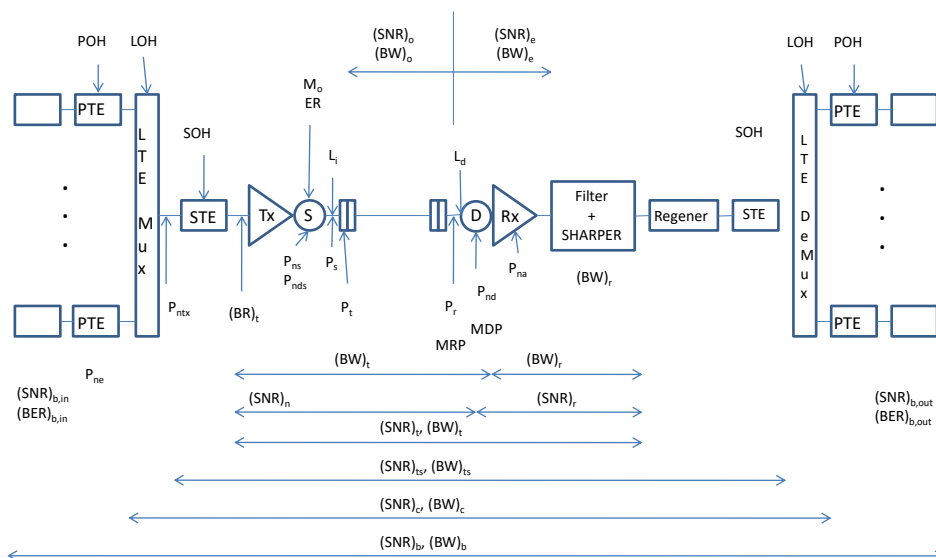 (SNR)o
(BW)o
(SNR)e
(BW)e
POH
LOH
LOH
POH
Mo
ER
PTE
PTE
SOH
SOH
Li
Ld
LTE Mux
STE
Tx
S
D
Rx
Filter
+
SHARPER
Regener
STE
LTE DeMux
Pns
Pnds
Ps
Pna
(BW)r
Pntx
(BR)t
Pt
Pr
Pnd
PTE
PTE
MDP
MRP
(BW)t
(BW)r
Pne
(SNR)b,in
(BER)b,in
(SNR)n
(SNR)r
(SNR)b,out
(BER)b,out
(SNR)t, (BW)t
(SNR)ts, (BW)ts
(SNR)c, (BW)c
(SNR)b, (BW)b